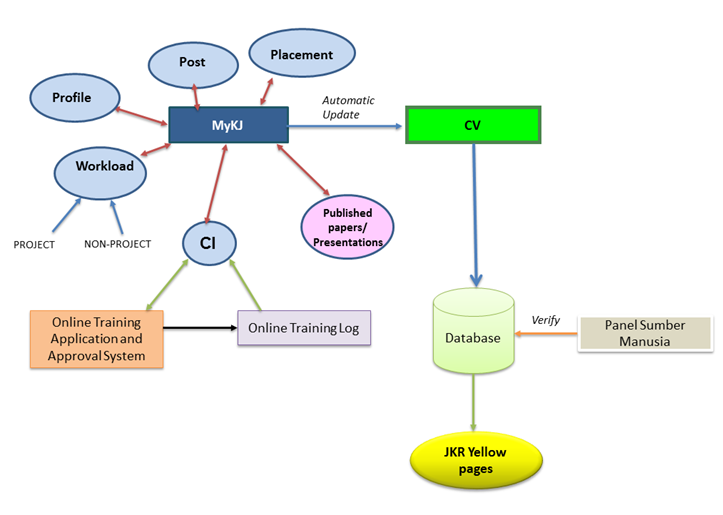 Placement
Post
Profile
Automatic
Update
MyKJ
CV
Workload
Published
papers/
Presentations
PROJECT
NON-PROJECT
CI
Online Training
Application and
Approval System
Online Training Log
Database
Verify
Panel Sumber
Manusia
JKR Yellow
pages